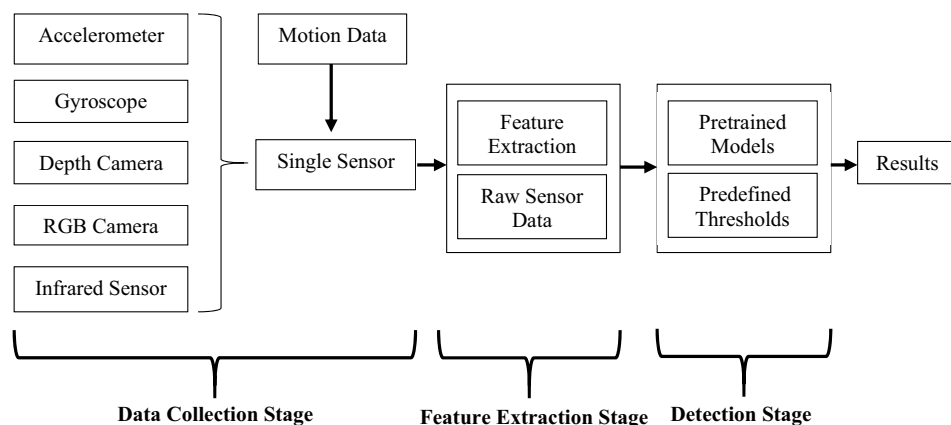 Accelerometer
Gyroscope
Depth Camera
RGB Camera
Infrared Sensor
Motion Data
Single Sensor
Feature
Extraction
Raw Sensor
Data
Pretrained
Models
Predefined
Thresholds
Results
Data Collection Stage
Feature Extraction Stage
Detection Stage